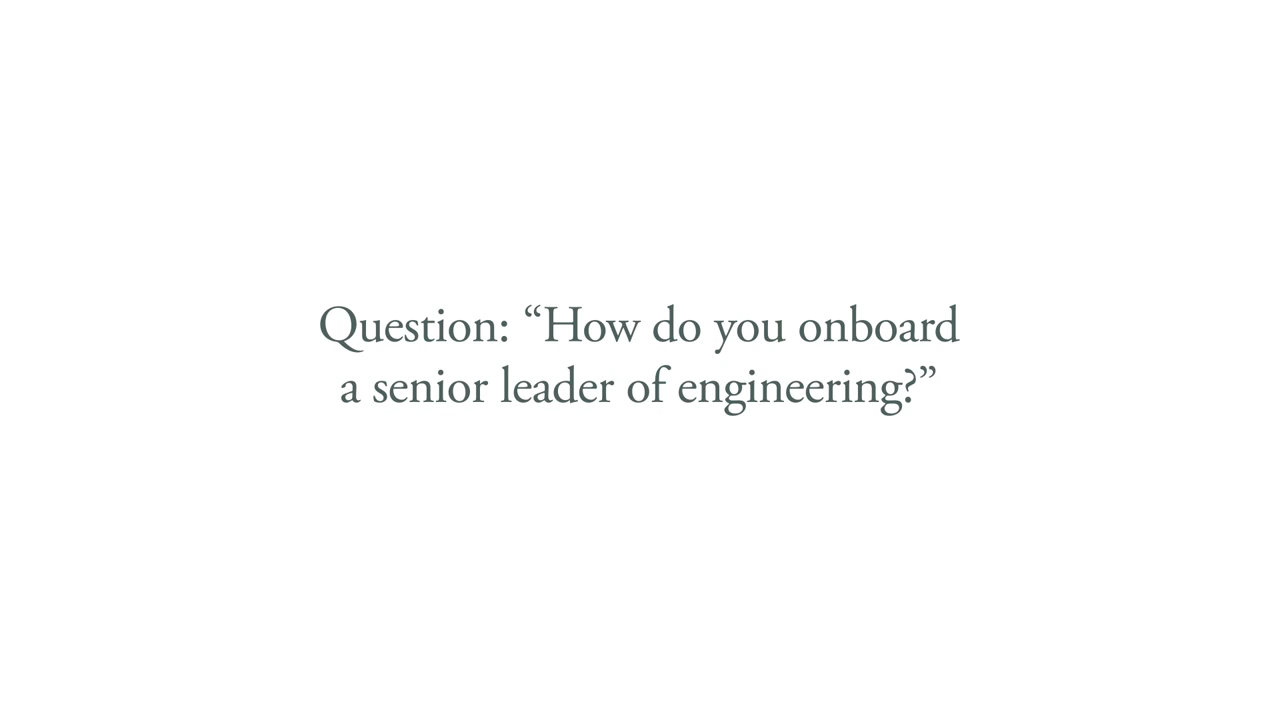 Question: “How do you onboard
a senior leader of engineering?”